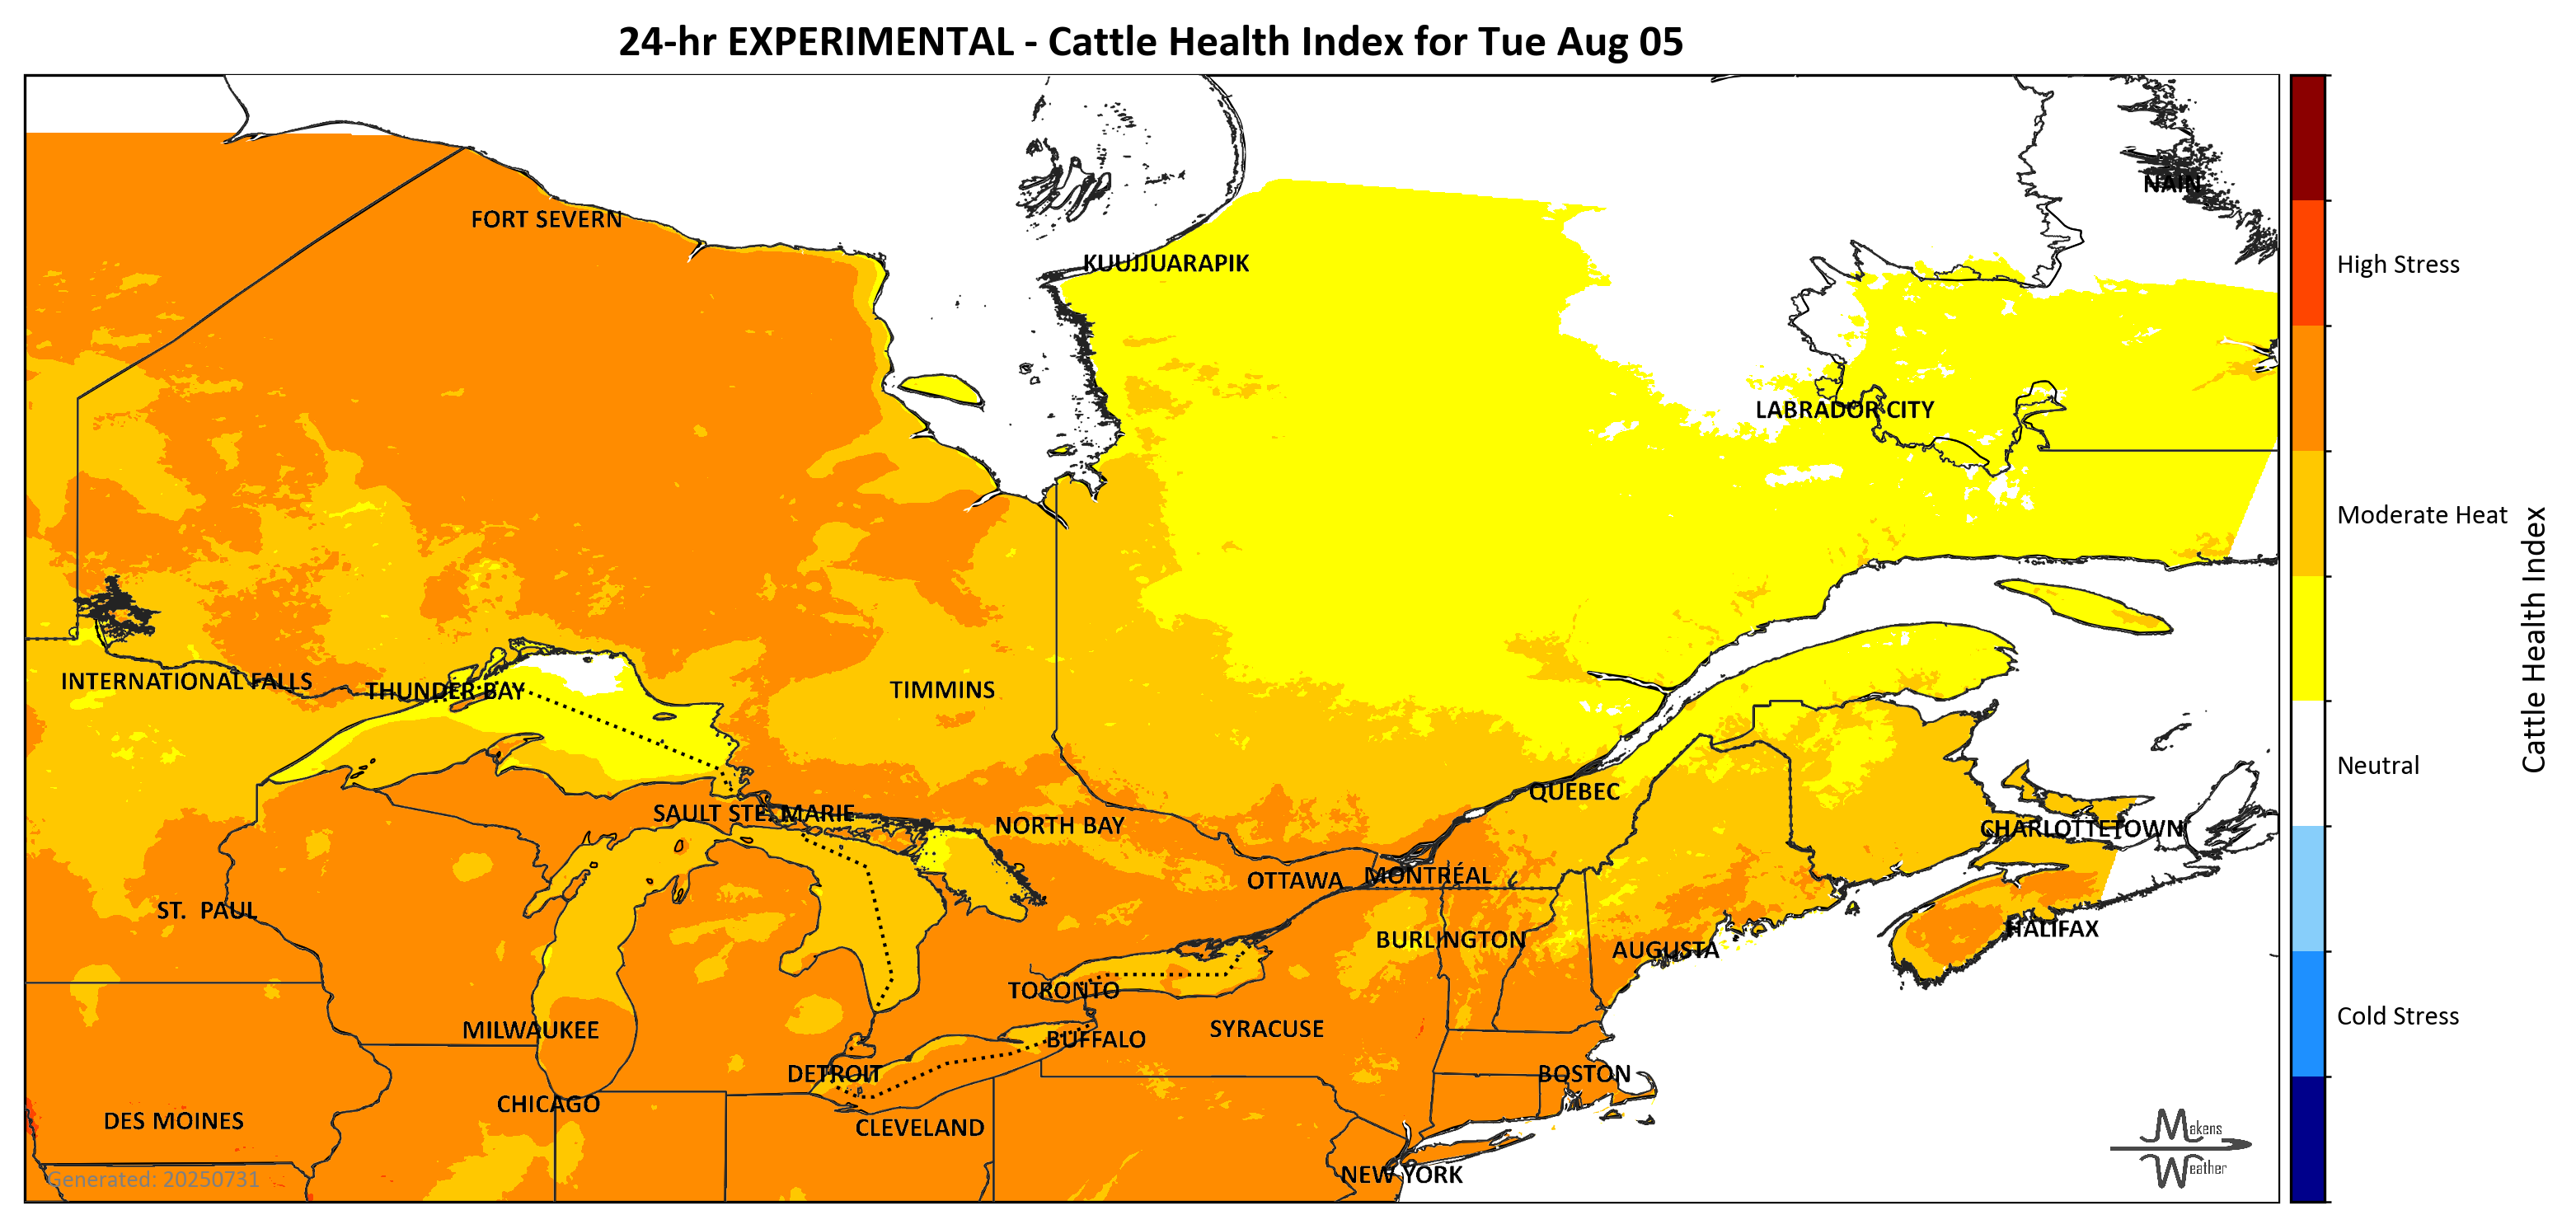 24-hr EXPERIMENTAL - Cattle Health Index for Tue Aug 05
NAIN
FORT SEVERN
KUUJJUARAPIK
High Stress
LABRADOR CITY
Moderate Heat
Cattle Health Index
INTERNATIONAL FALLS
THUNDER BAY
TIMMINS
Neutral
QUEBEC
SAULT STE. MARIE
NORTH BAY
CHARLOTTETOWN
OTTAWA
MONTRÉAL
ST. PAUL
HALIFAX
BURLINGTON
AUGUSTA
TORONTO
Cold Stress
MILWAUKEE
SYRACUSE
BUFFALO
DETROIT
BOSTON
CHICAGO
DES MOINES
CLEVELAND
Makens
Weather
NEW YORK
Generated: 20250731